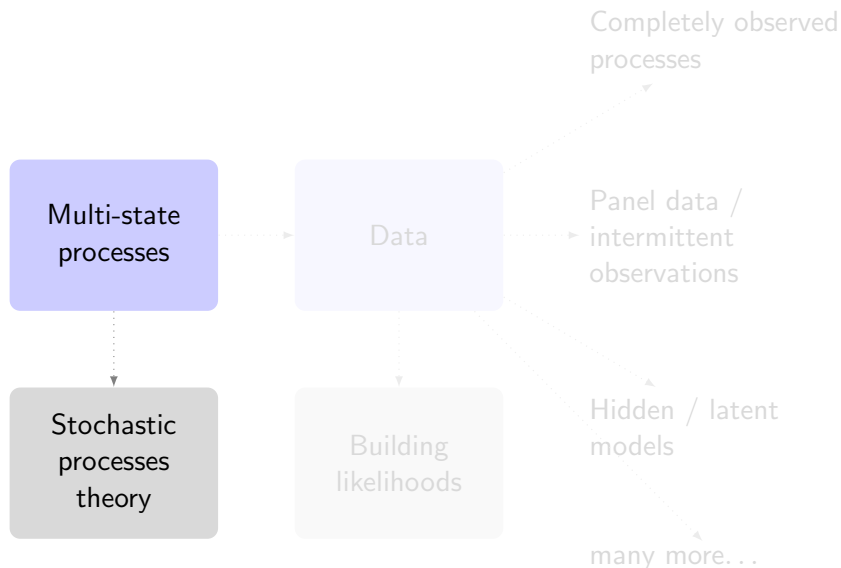 Completely observed
processes
Multi-state
processes
Data
Panel data /
intermittent
observations
Stochastic
processes
theory
Building
likelihoods
Hidden / latent
models
many more...